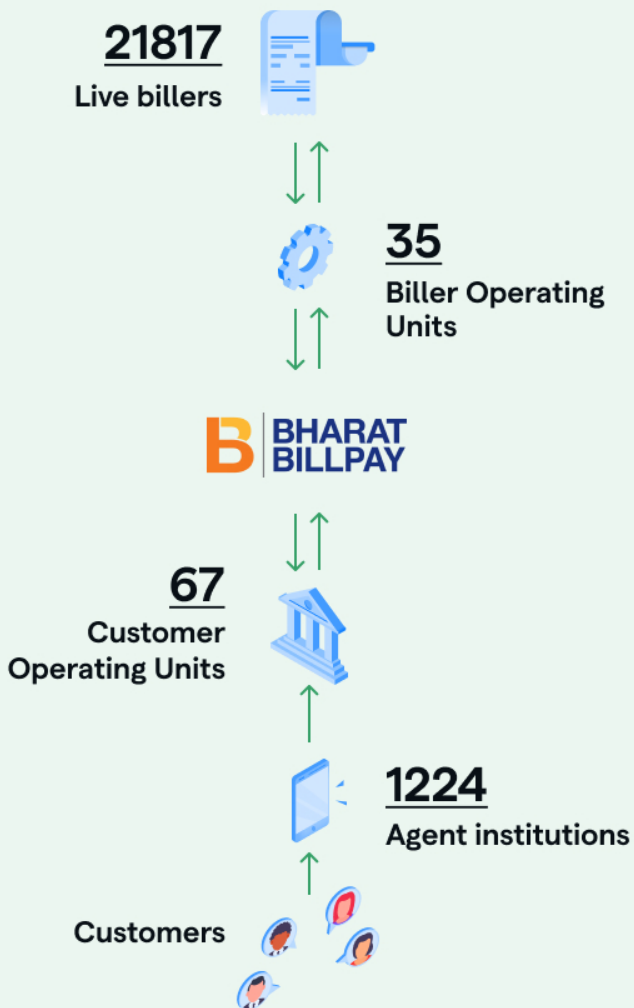 21817
Live billers
35
Biller Operating
Units
B
BHARAT
BILLPAY
67
Customer
Operating Units
1224
Agent institutions
Customers